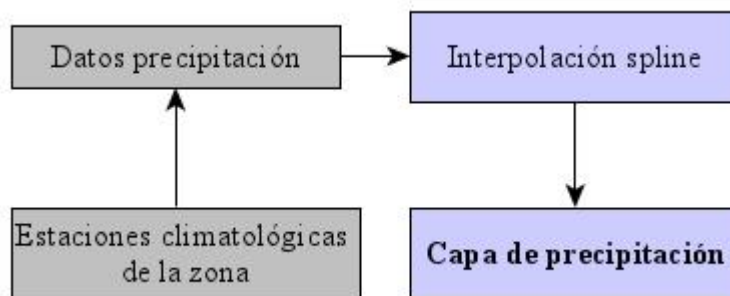 Datos precipitación
Interpolación spline
Estaciones climatológicas
de la zona
Capa de precipitación